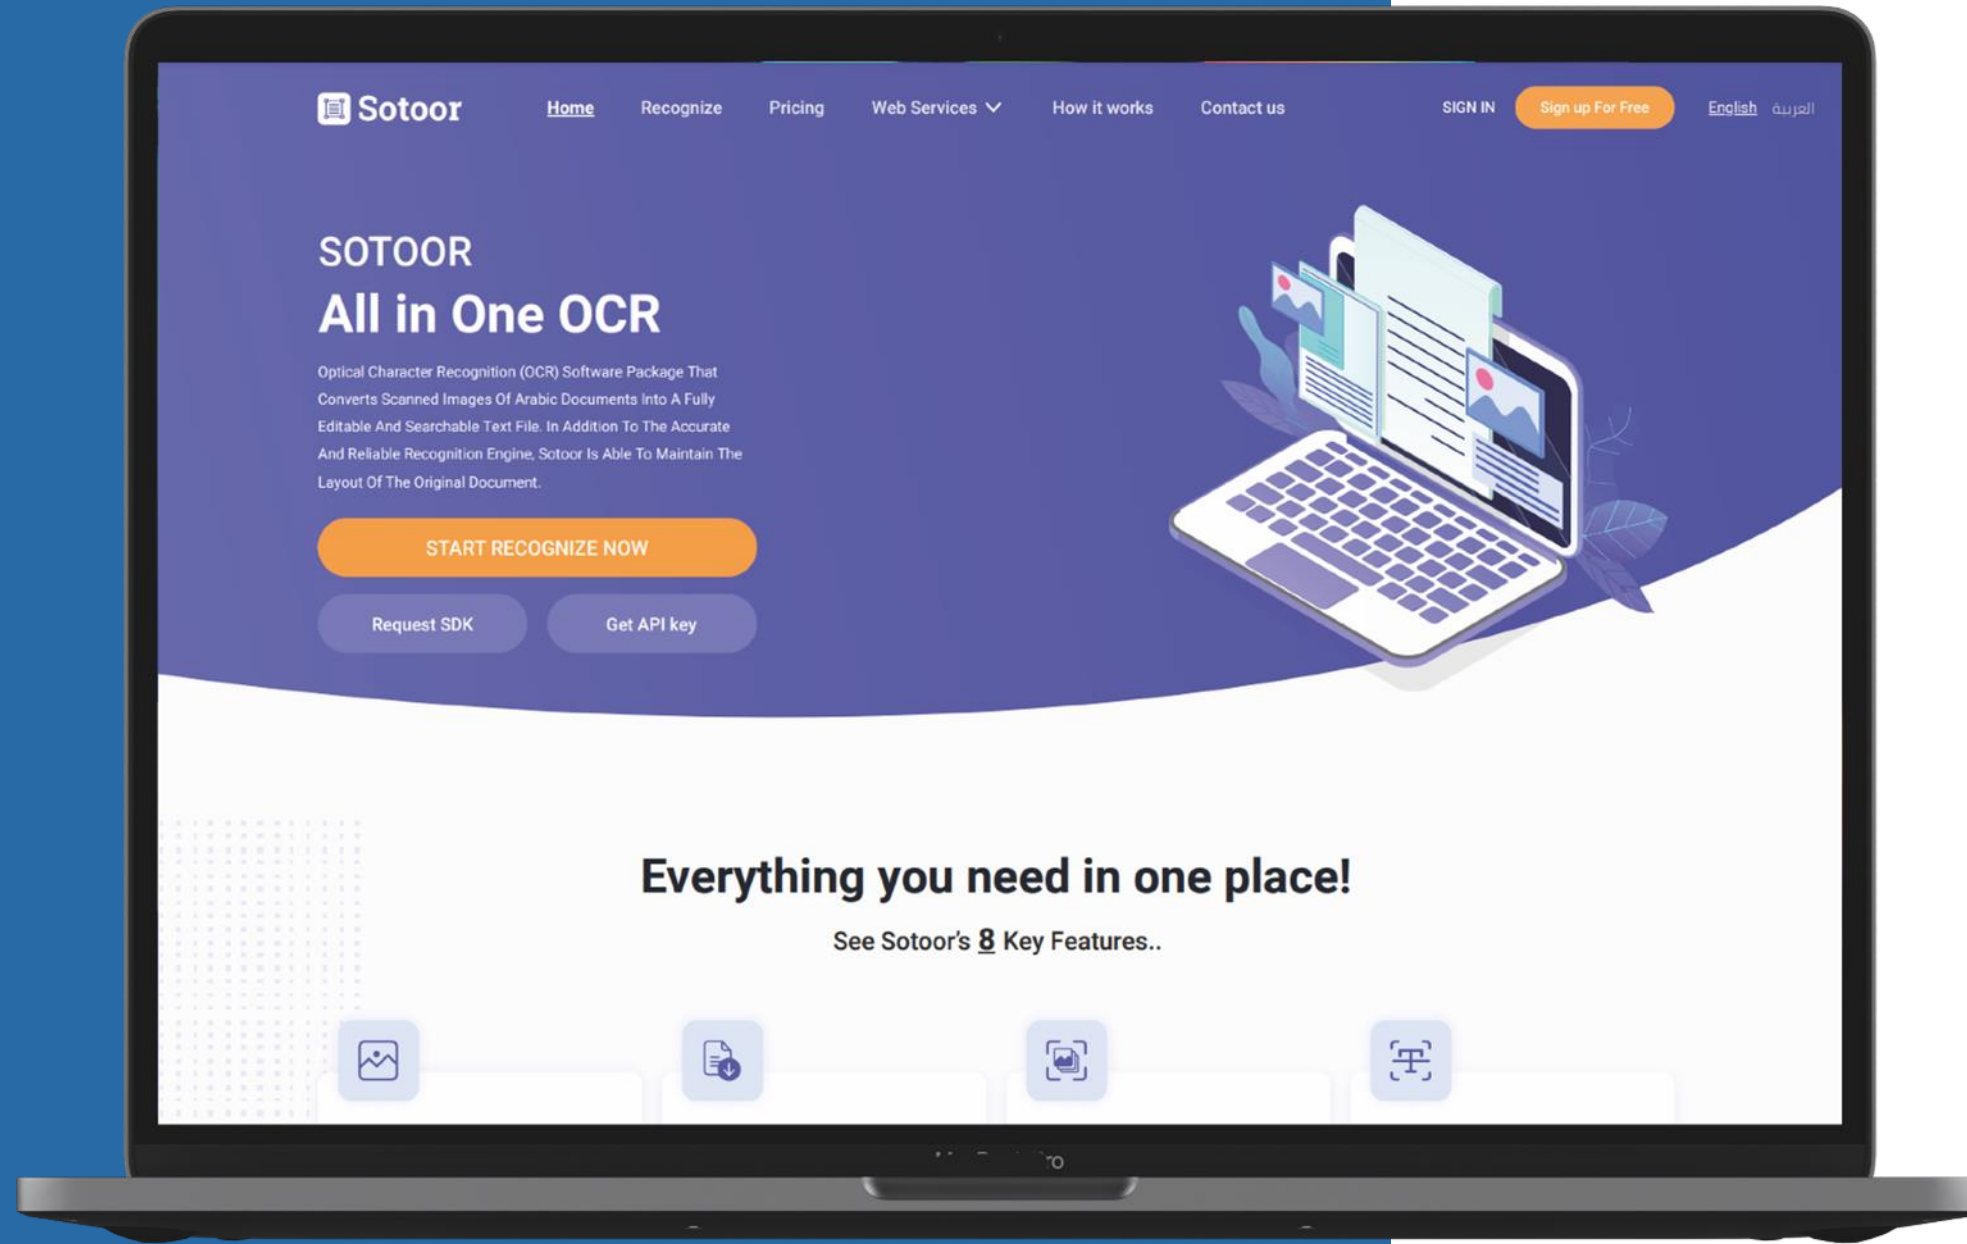 Sotoor
Home Recognize Pricing Web Services How it works Contact us SIGN IN Sign up For Free English العربية
SOTOOR
All in One OCR
Optical Character Recognition (OCR) Software Package That
Converts Scanned Images Of Arabic Documents Into A Fully
Editable And Searchable Text File. In Addition To The Accurate
And Reliable Recognition Engine, Sotoor Is Able To Maintain The
Layout Of The Original Document.
START RECOGNIZE NOW
Request SDK Get API key
Everything you need in one place!
See Sotoor's 8 Key Features..